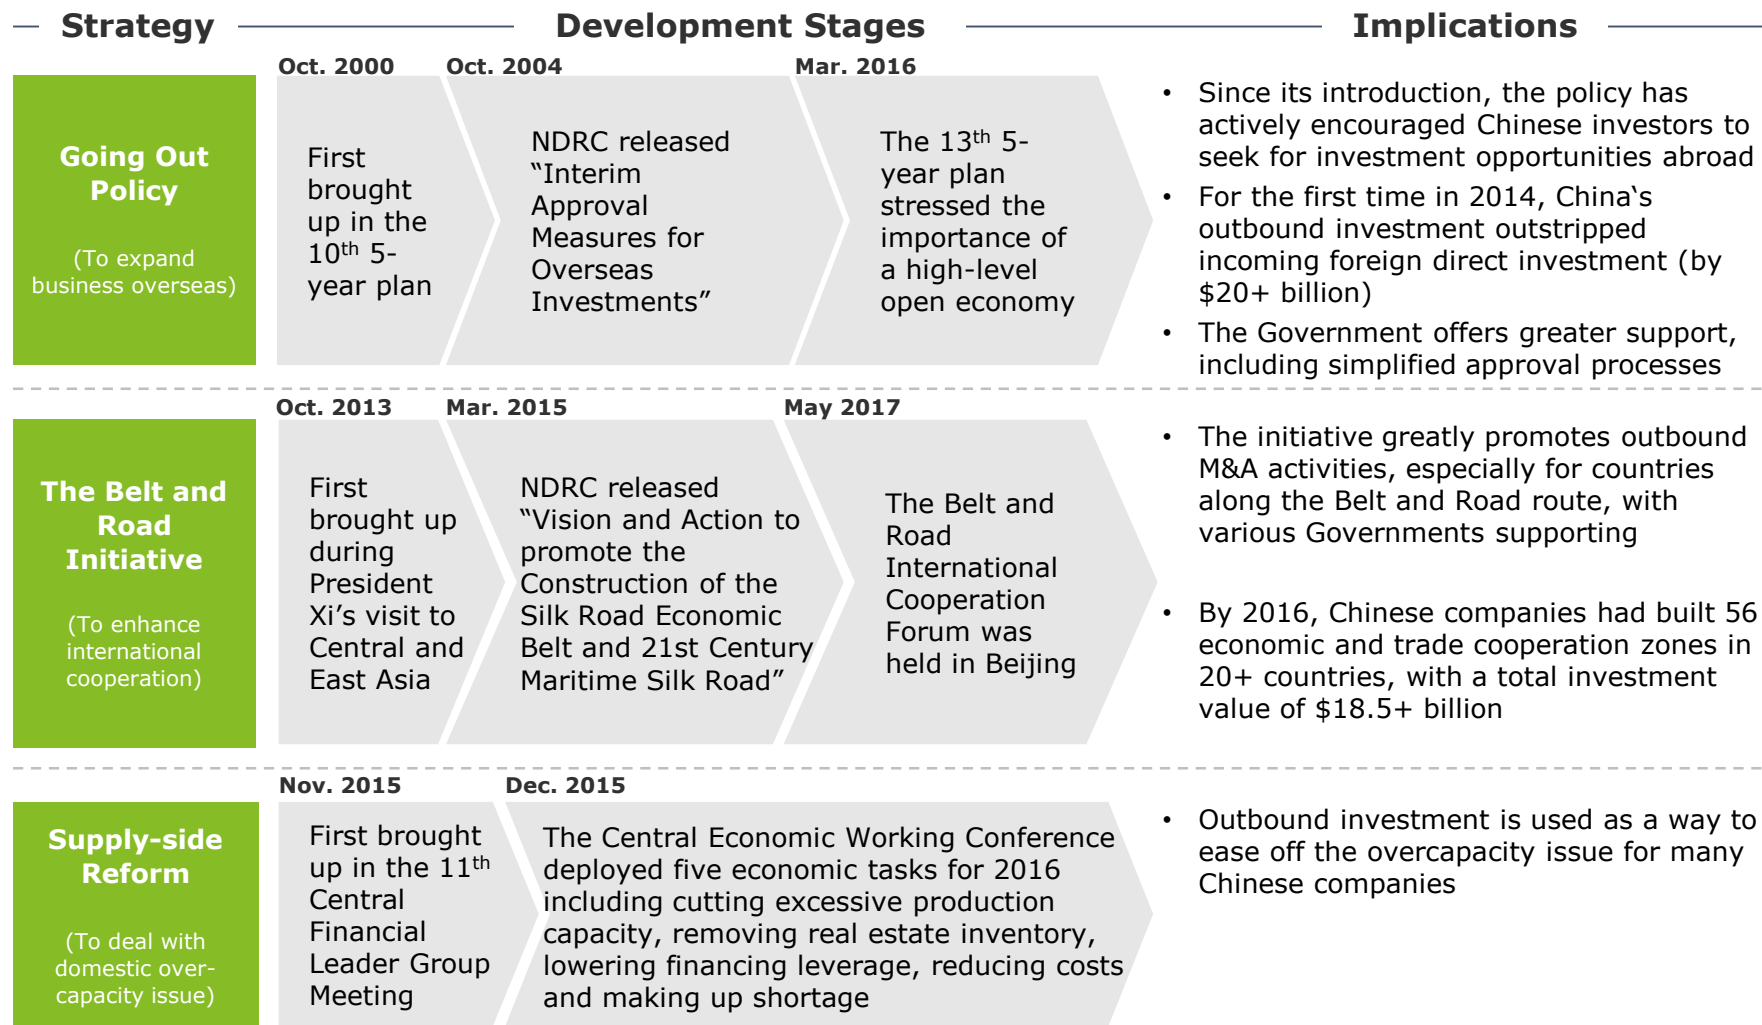 Strategy
Development Stages
Implications
Going Out
Policy
(To expand
business overseas)
Oct. 2000
First
brought
up in the
10th 5-
year plan
Oct. 2004
NDRC released
“Interim
Approval
Measures for
Overseas
Investments”
Mar. 2016
The 13th 5-
year plan
stressed the
importance of
a high-level
open economy
• Since its introduction, the policy has
actively encouraged Chinese investors to
seek for investment opportunities abroad
• For the first time in 2014, China‘s
outbound investment outstripped
incoming foreign direct investment (by
$20+ billion)
• The Government offers greater support,
including simplified approval processes
The Belt and
Road
Initiative
(To enhance
international
cooperation)
Oct. 2013
First
brought up
during
President
Xi’s visit to
Central and
East Asia
Mar. 2015
NDRC released
“Vision and Action to
promote the
Construction of the
Silk Road Economic
Belt and 21st Century
Maritime Silk Road”
May 2017
The Belt and
Road
International
Cooperation
Forum was
held in Beijing
• The initiative greatly promotes outbound
M&A activities, especially for countries
along the Belt and Road route, with
various Governments supporting
• By 2016, Chinese companies had built 56
economic and trade cooperation zones in
20+ countries, with a total investment
value of $18.5+ billion
Supply-side
Reform
(To deal with
domestic over-
capacity issue)
Nov. 2015
First brought
up in the 11th
Central
Financial
Leader Group
Meeting
Dec. 2015
The Central Economic Working Conference
deployed five economic tasks for 2016
including cutting excessive production
capacity, removing real estate inventory,
lowering financing leverage, reducing costs
and making up shortage
• Outbound investment is used as a way to
ease off the overcapacity issue for many
Chinese companies